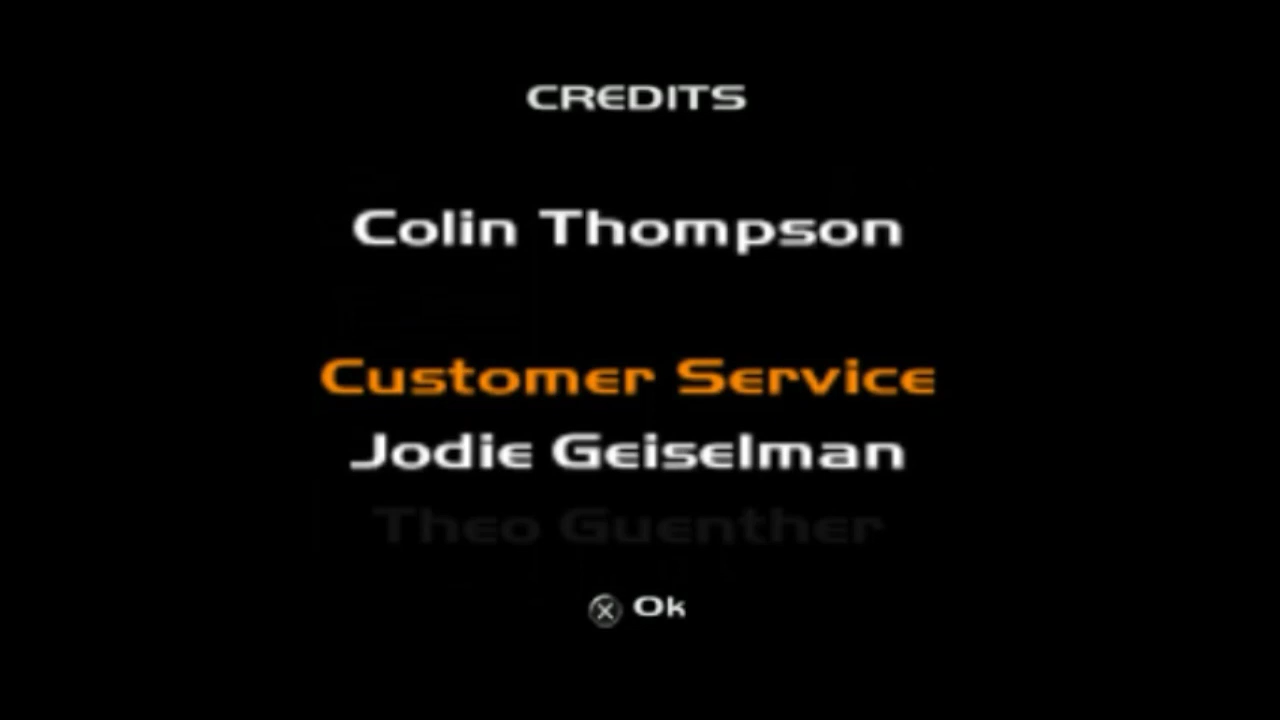 CREDITS
Colin Thompson
Customer Service
Jodie Geiselman
Theo Guenther
Ok